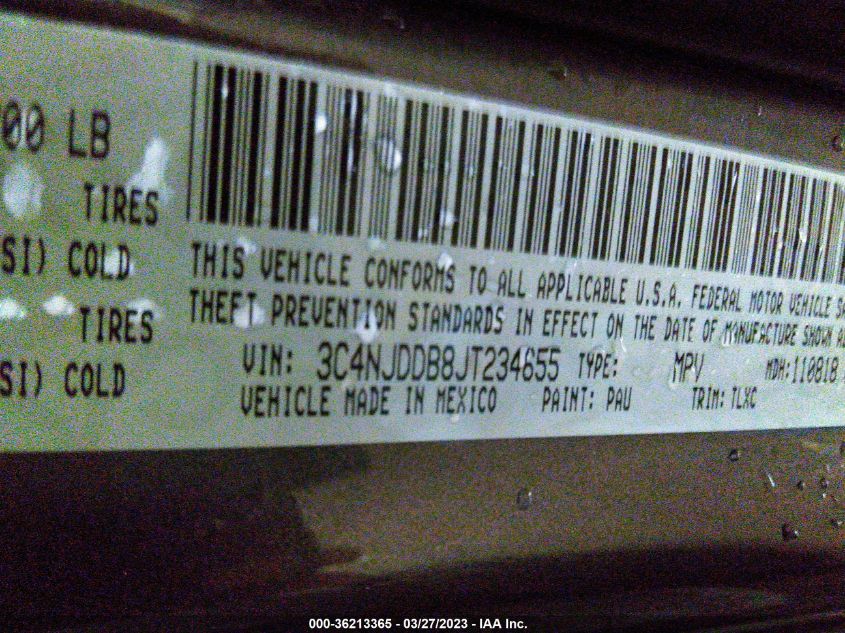 00 LB
TIRES
SI) COLD
TIRES
SI) COLD
THIS VEHICLE CONFORMS TO ALL APPLICABLE U.S.A. FEDERAL MOTOR VEHICLE SA
THEFT PREVENTION STANDARDS IN EFFECT ON THE DATE OF MANUFACTURE SHOWN A
VIN: 3C4NJDDB8JT234655 TYPE: MPV MDH: 110818
VEHICLE MADE IN MEXICO PAINT: PAU TRIM: TLXC
000-36213365 - 03/27/2023 - IAA Inc.